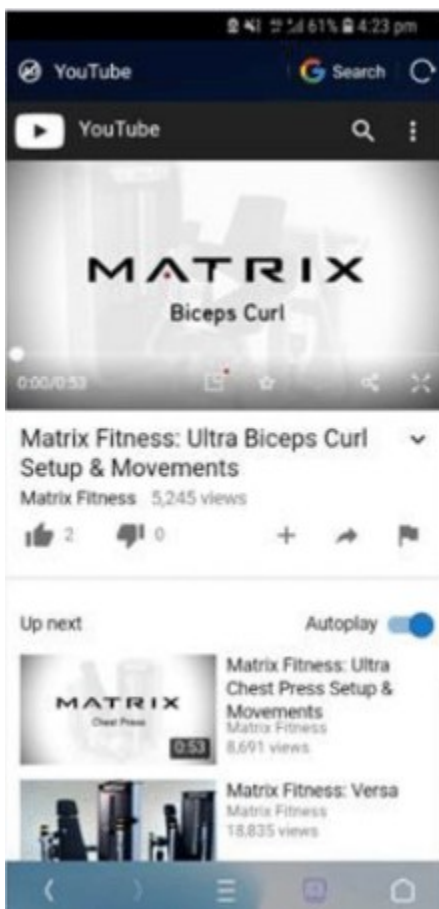 61% 4:23 pm
YouTube
Search
YouTube
MATRIX
Biceps Curl
0:00/0:53
Matrix Fitness: Ultra Biceps Curl
Setup & Movements
Matrix Fitness 5,245 views
2 0
Up next Autoplay
MATRIX
Chest Press
0:53
Matrix Fitness: Ultra
Chest Press Setup &
Movements
Matrix Fitness
8,691 views
Matrix Fitness: Versa
Matrix Fitness
18,835 views